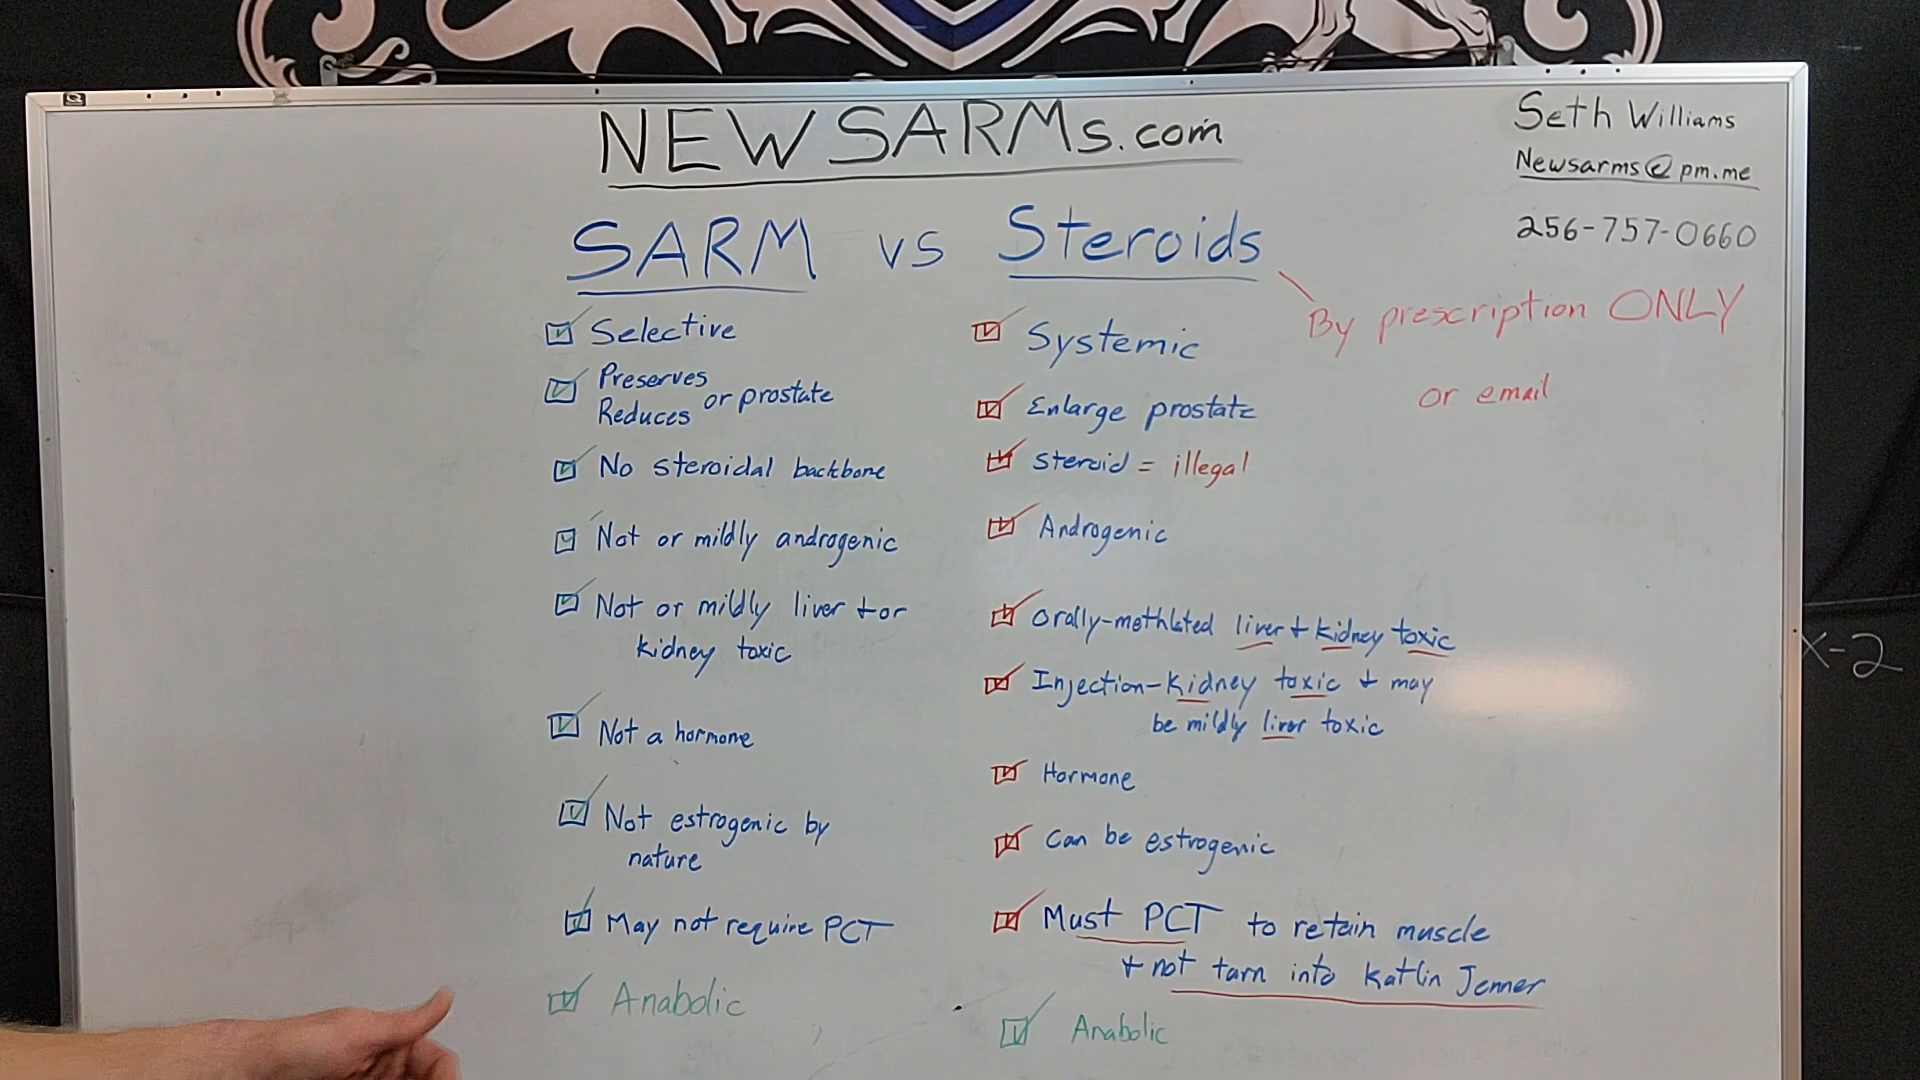 NEWSARMs.com
Seth Williams
Newsarms@pm.me
256-757-0660
SARM vs Steroids
By prescription ONLY
or email
Selective
Preserves or prostate
Reduces
No steroidal backbone
Not or mildly androgenic
Not or mildly liver + or
kidney toxic
Not a hormone
Not estrogenic by
nature
May not require PCT
Anabolic
Systemic
Enlarge prostate
Steroid = illegal
Androgenic
Orally-methlated liver + kidney toxic
Injection-kidney toxic + may
be mildly liver toxic
Hormone
Can be estrogenic
Must PCT to retain muscle
+ not turn into Katlin Jenner
Anabolic
X-2